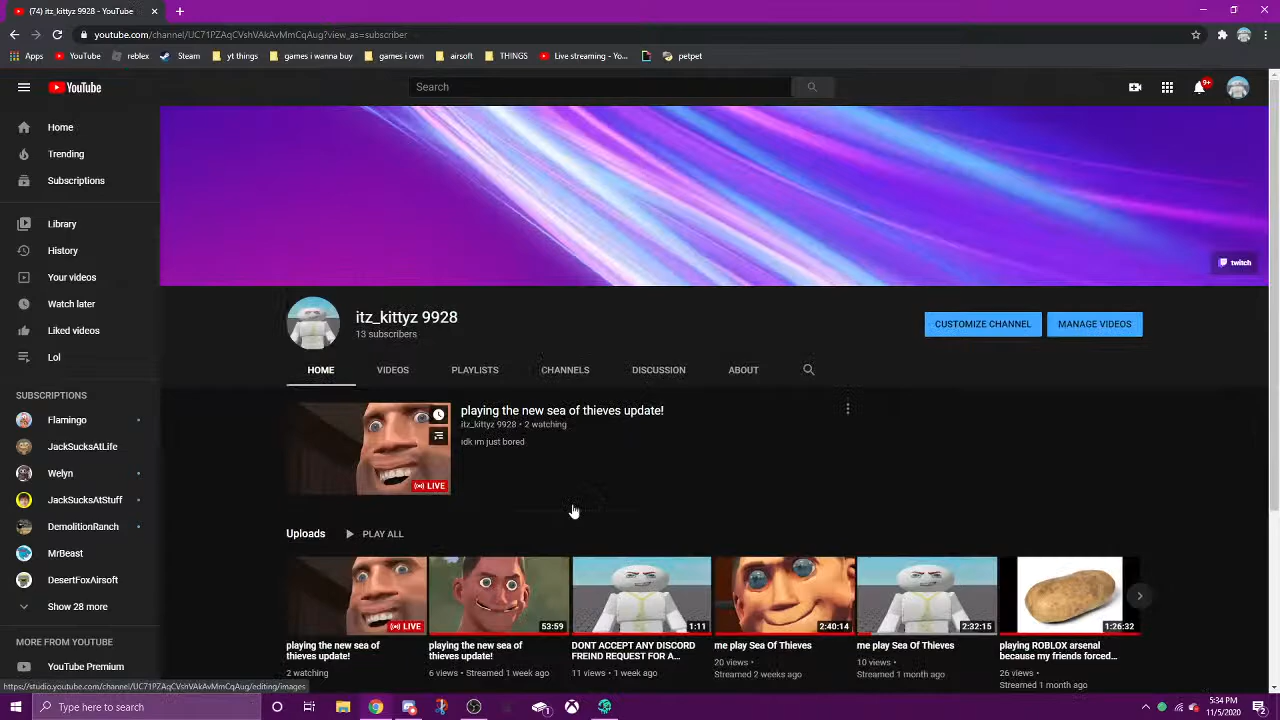 (74) itz_kittyz 9928 - YouTube
youtube.com/channel/UC71PZAqCVshVAkAvMmCqAug?view_as=subscriber
Apps YouTube reblex Steam yt things games i wanna buy games i own airsoft THINGS Live streaming - Yo... petpet
YouTube
Search
9+
Home
Trending
Subscriptions
Library
History
Your videos
Watch later
Liked videos
Lol
SUBSCRIPTIONS
Flamingo
JackSucksAtLife
Welyn
JackSucksAtStuff
DemolitionRanch
MrBeast
DesertFoxAirsoft
Show 28 more
MORE FROM YOUTUBE
YouTube Premium
twitch
itz_kittyz 9928
13 subscribers
CUSTOMIZE CHANNEL MANAGE VIDEOS
HOME VIDEOS PLAYLISTS CHANNELS DISCUSSION ABOUT
playing the new sea of thieves update!
itz_kittyz 9928 • 2 watching
idk im just bored
LIVE
Uploads PLAY ALL
LIVE 53:59 1:11 2:40:14 2:32:15 1:26:32
playing the new sea of
thieves update!
2 watching
playing the new sea of
thieves update!
6 views • Streamed 1 week ago
DONT ACCEPT ANY DISCORD
FREIND REQUEST FOR A...
11 views • 1 week ago
me play Sea Of Thieves
20 views •
Streamed 2 weeks ago
me play Sea Of Thieves
10 views •
Streamed 1 month ago
playing ROBLOX arsenal
because my friends forced...
26 views •
Streamed 1 month ago
https://studio.youtube.com/channel/UC71PZAqCVshVAkAvMmCqAug/editing/images
Type here to search
5:34 PM
11/5/2020
2